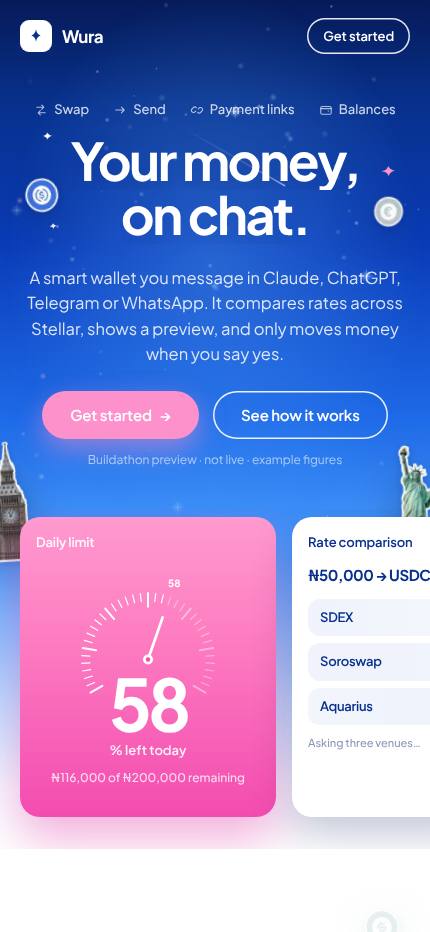 Wura
Get started
Swap
Send
Payment links
Balances
Your money,
on chat.
A smart wallet you message in Claude, ChatGPT,
Telegram or WhatsApp. It compares rates across
Stellar, shows a preview, and only moves money
when you say yes.
Get started →
See how it works
Buildathon preview · not live · example figures
Daily limit
58
58
% left today
₦116,000 of ₦200,000 remaining
Rate comparison
₦50,000 → USDC
SDEX
Soroswap
Aquarius
Asking three venues…